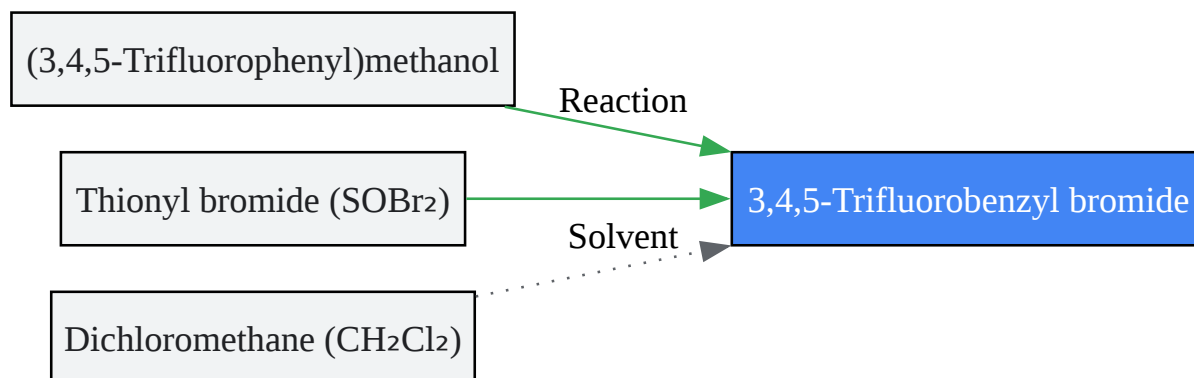 (3,4,5-Trifluorophenyl)methanol
Reaction
Thionyl bromide (SOBr₂)
3,4,5-Trifluorobenzyl bromide
Solvent
Dichloromethane (CH₂Cl₂)